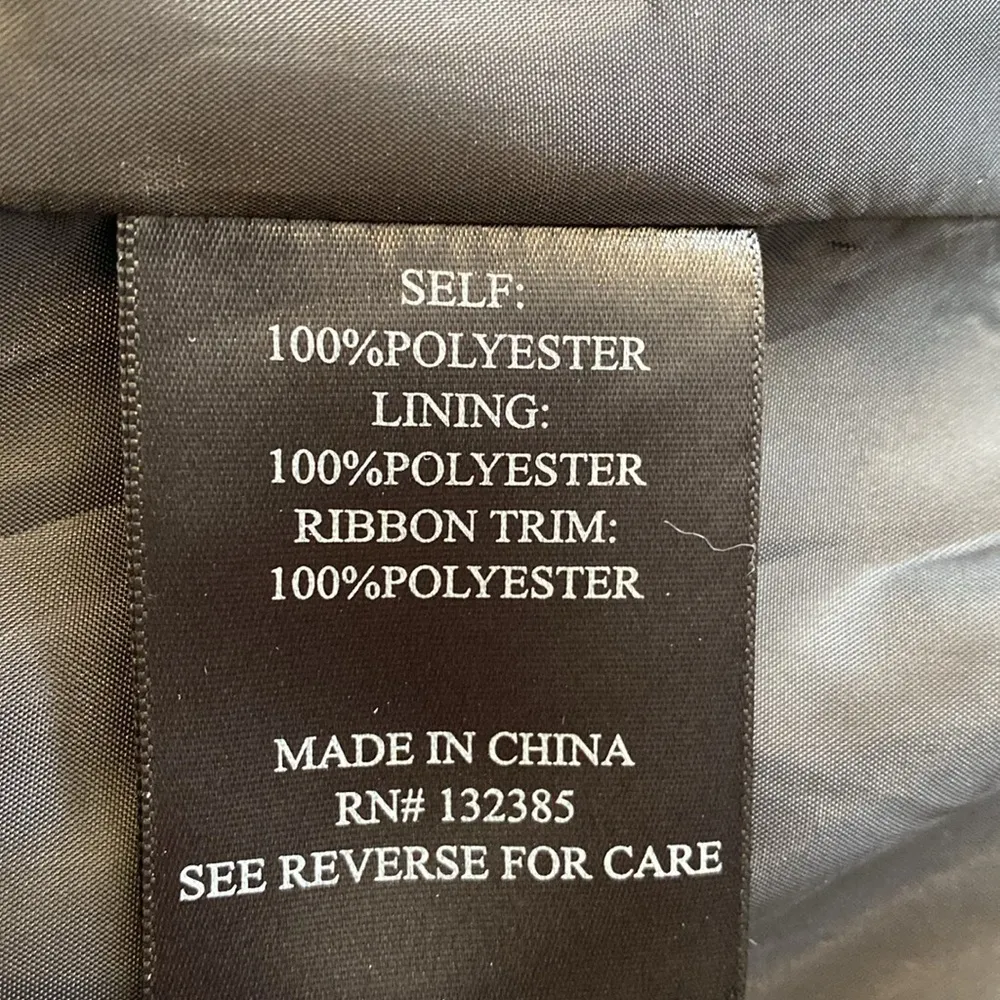 SELF:
100%POLYESTER
LINING:
100%POLYESTER
RIBBON TRIM:
100%POLYESTER
MADE IN CHINA
RN# 132385
SEE REVERSE FOR CARE